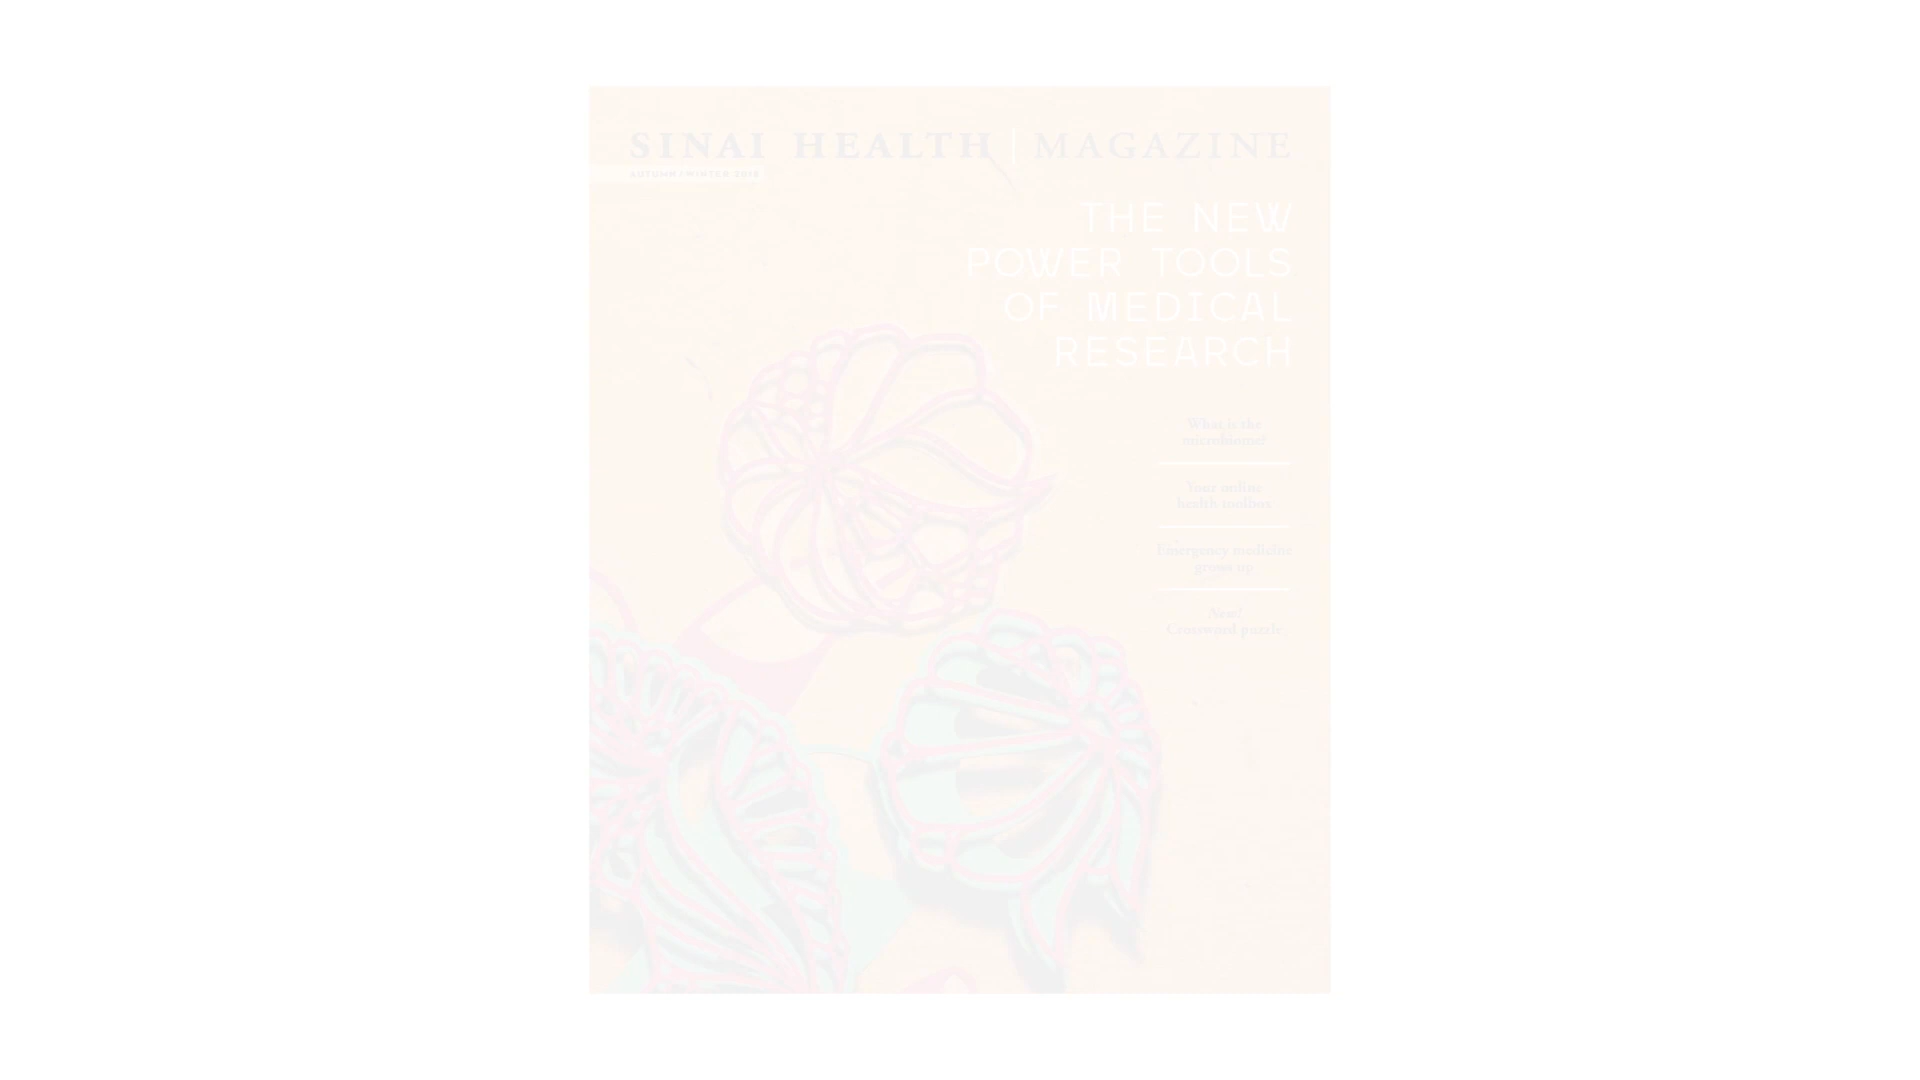 SINAI HEALTH | MAGAZINE
AUTUMN/WINTER 2018
THE NEW
POWER TOOLS
OF MEDICAL
RESEARCH
What is the
microbiome?
Your online
health toolbox
Emergency medicine
grows up
New!
Crossword puzzle